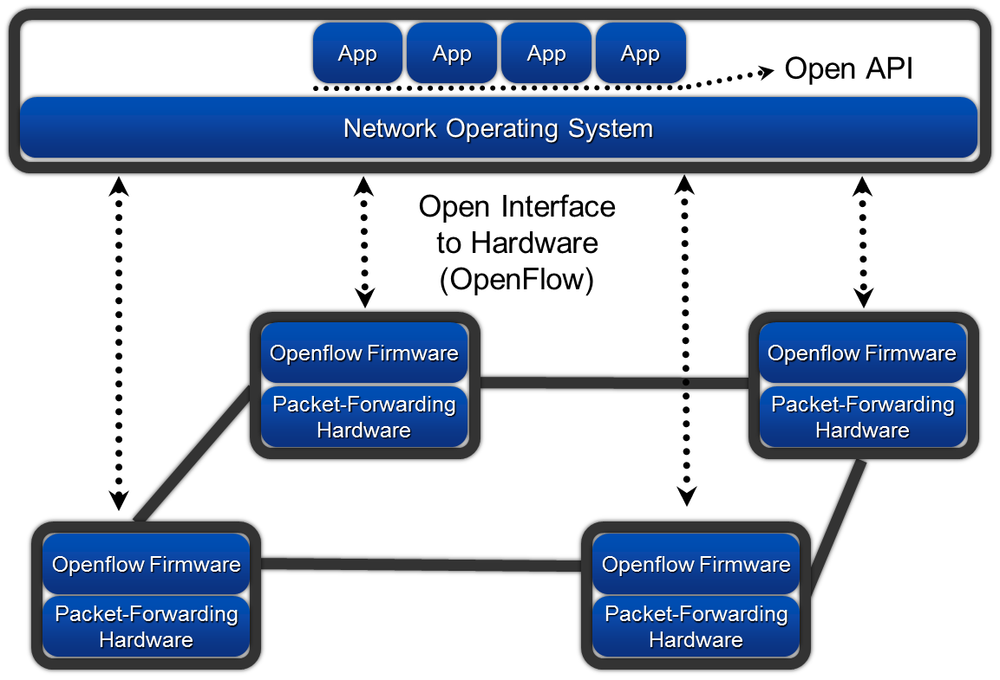 App
App
App
App
Open API
Network Operating System
Open Interface
to Hardware
(OpenFlow)
Openflow Firmware
Packet-Forwarding
Hardware
Openflow Firmware
Packet-Forwarding
Hardware
Openflow Firmware
Packet-Forwarding
Hardware
Openflow Firmware
Packet-Forwarding
Hardware